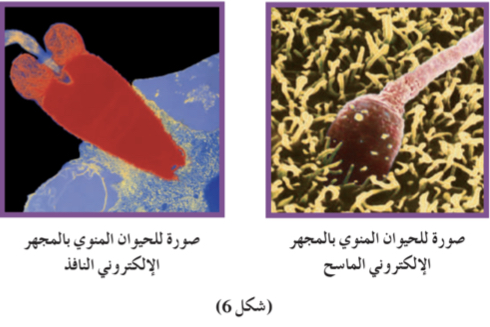 صورة للحيوان المنوي بالمجهر
الإلكتروني الماسح
صورة للحيوان المنوي بالمجهر
الإلكتروني النافذ
(شكل 6)